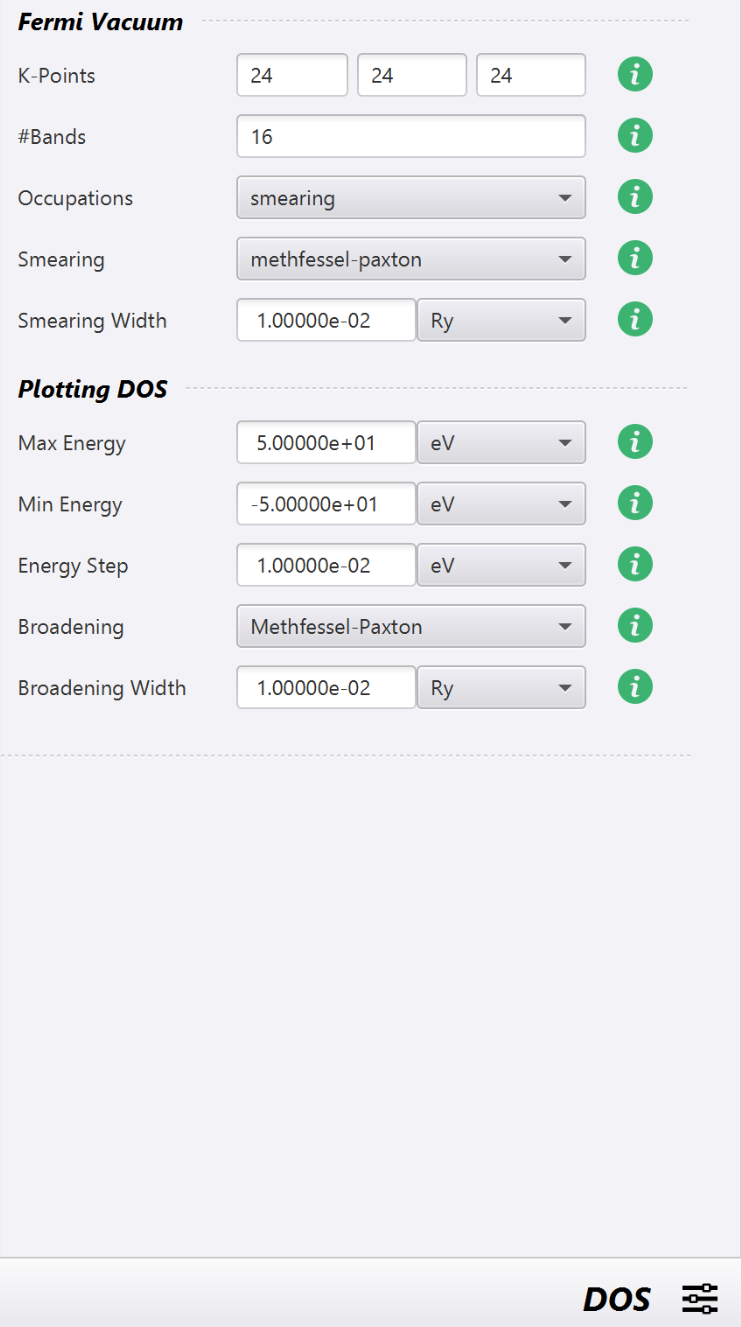 Fermi Vacuum
K-Points 24 24 24
#Bands 16
Occupations smearing
Smearing methfessel-paxton
Smearing Width 1.00000e-02 Ry
Plotting DOS
Max Energy 5.00000e+01 eV
Min Energy -5.00000e+01 eV
Energy Step 1.00000e-02 eV
Broadening Methfessel-Paxton
Broadening Width 1.00000e-02 Ry
DOS